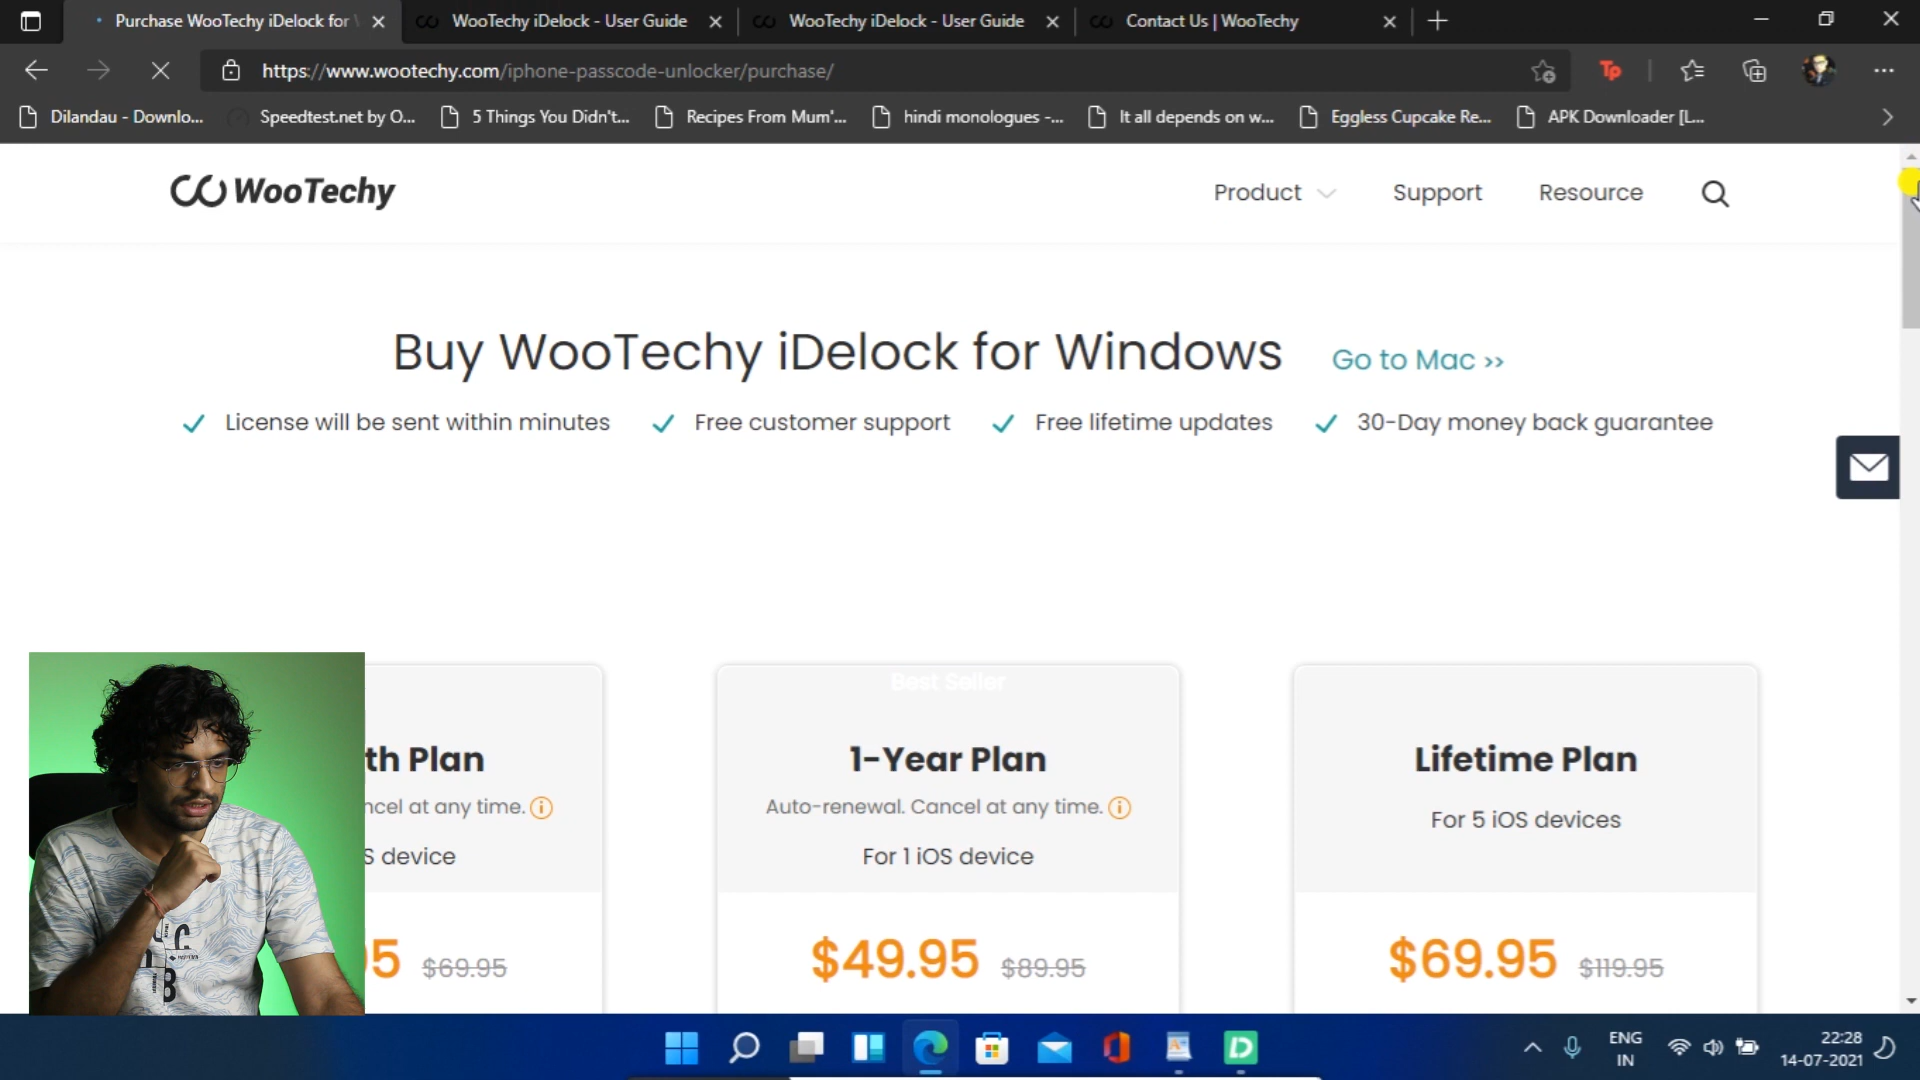 Purchase WooTechy iDelock for
WooTechy iDelock - User Guide
WooTechy iDelock - User Guide
Contact Us | WooTechy
https://www.wootechy.com/iphone-passcode-unlocker/purchase/
Tp
Dilandau - Downlo...
Speedtest.net by O...
5 Things You Didn't...
Recipes From Mum'...
hindi monologues -...
It all depends on w...
Eggless Cupcake Re...
APK Downloader [L...
WooTechy
Product
Support
Resource
Buy WooTechy iDelock for Windows
Go to Mac >>
License will be sent within minutes
Free customer support
Free lifetime updates
30-Day money back guarantee
th Plan
ncel at any time.
S device
95 $69.95
Best Seller
1-Year Plan
Auto-renewal. Cancel at any time.
For 1 iOS device
$49.95 $89.95
Lifetime Plan
For 5 iOS devices
$69.95 $119.95
ENG
IN
22:28
14-07-2021